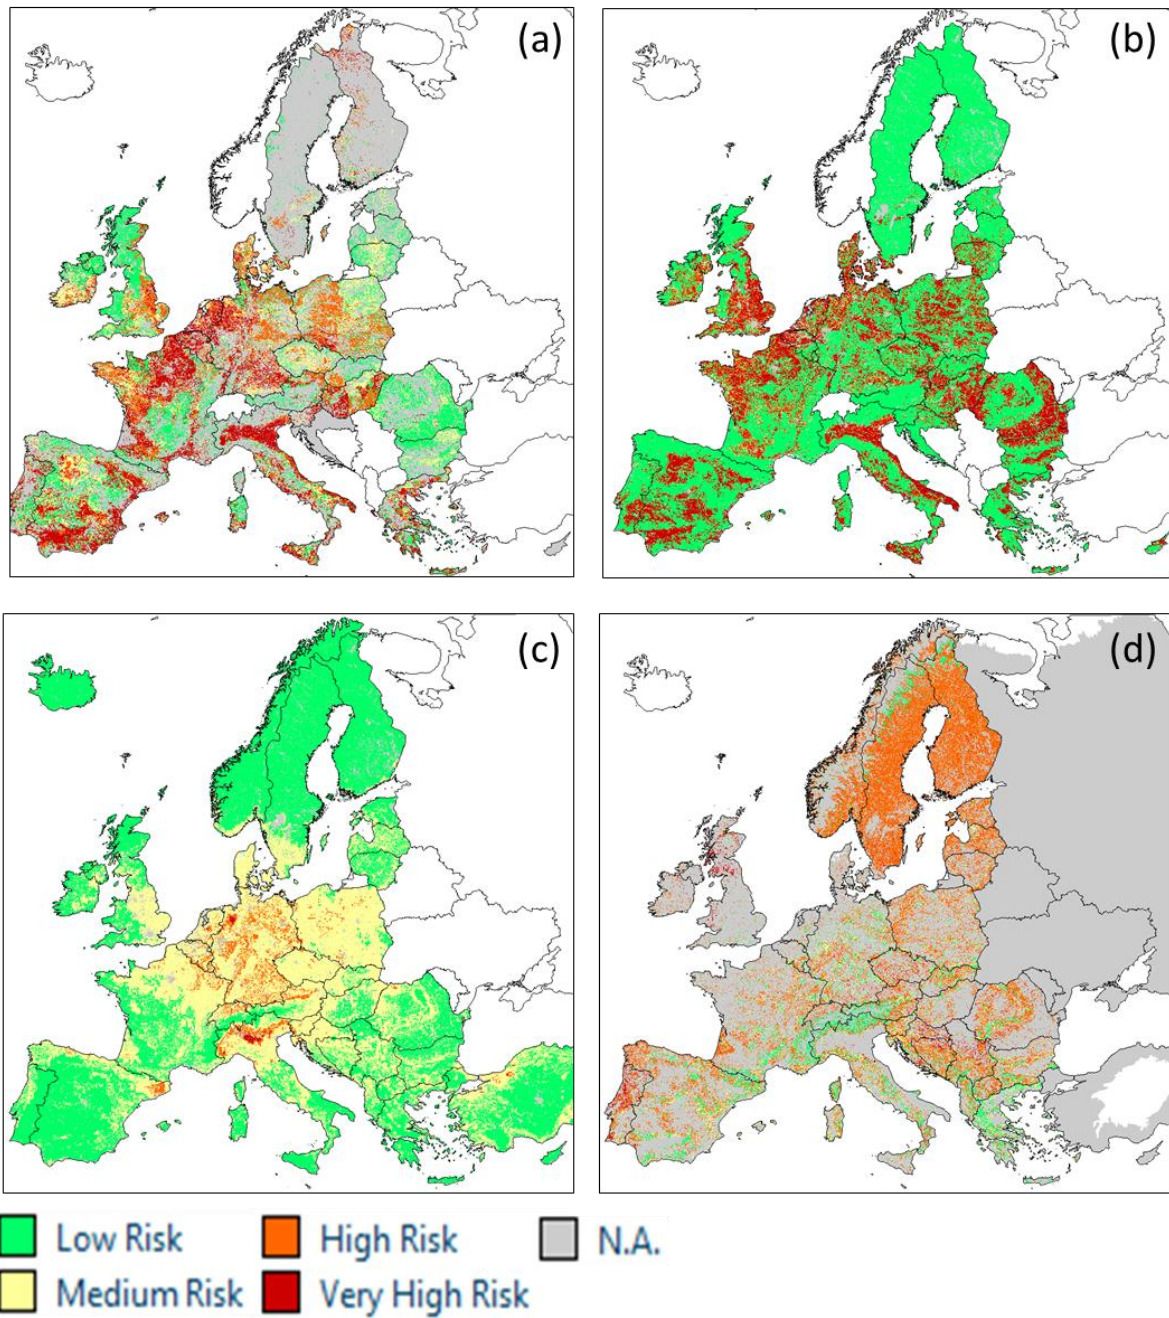 (a)
(b)
(c)
(d)
Low Risk
High Risk
N.A.
Medium Risk
Very High Risk